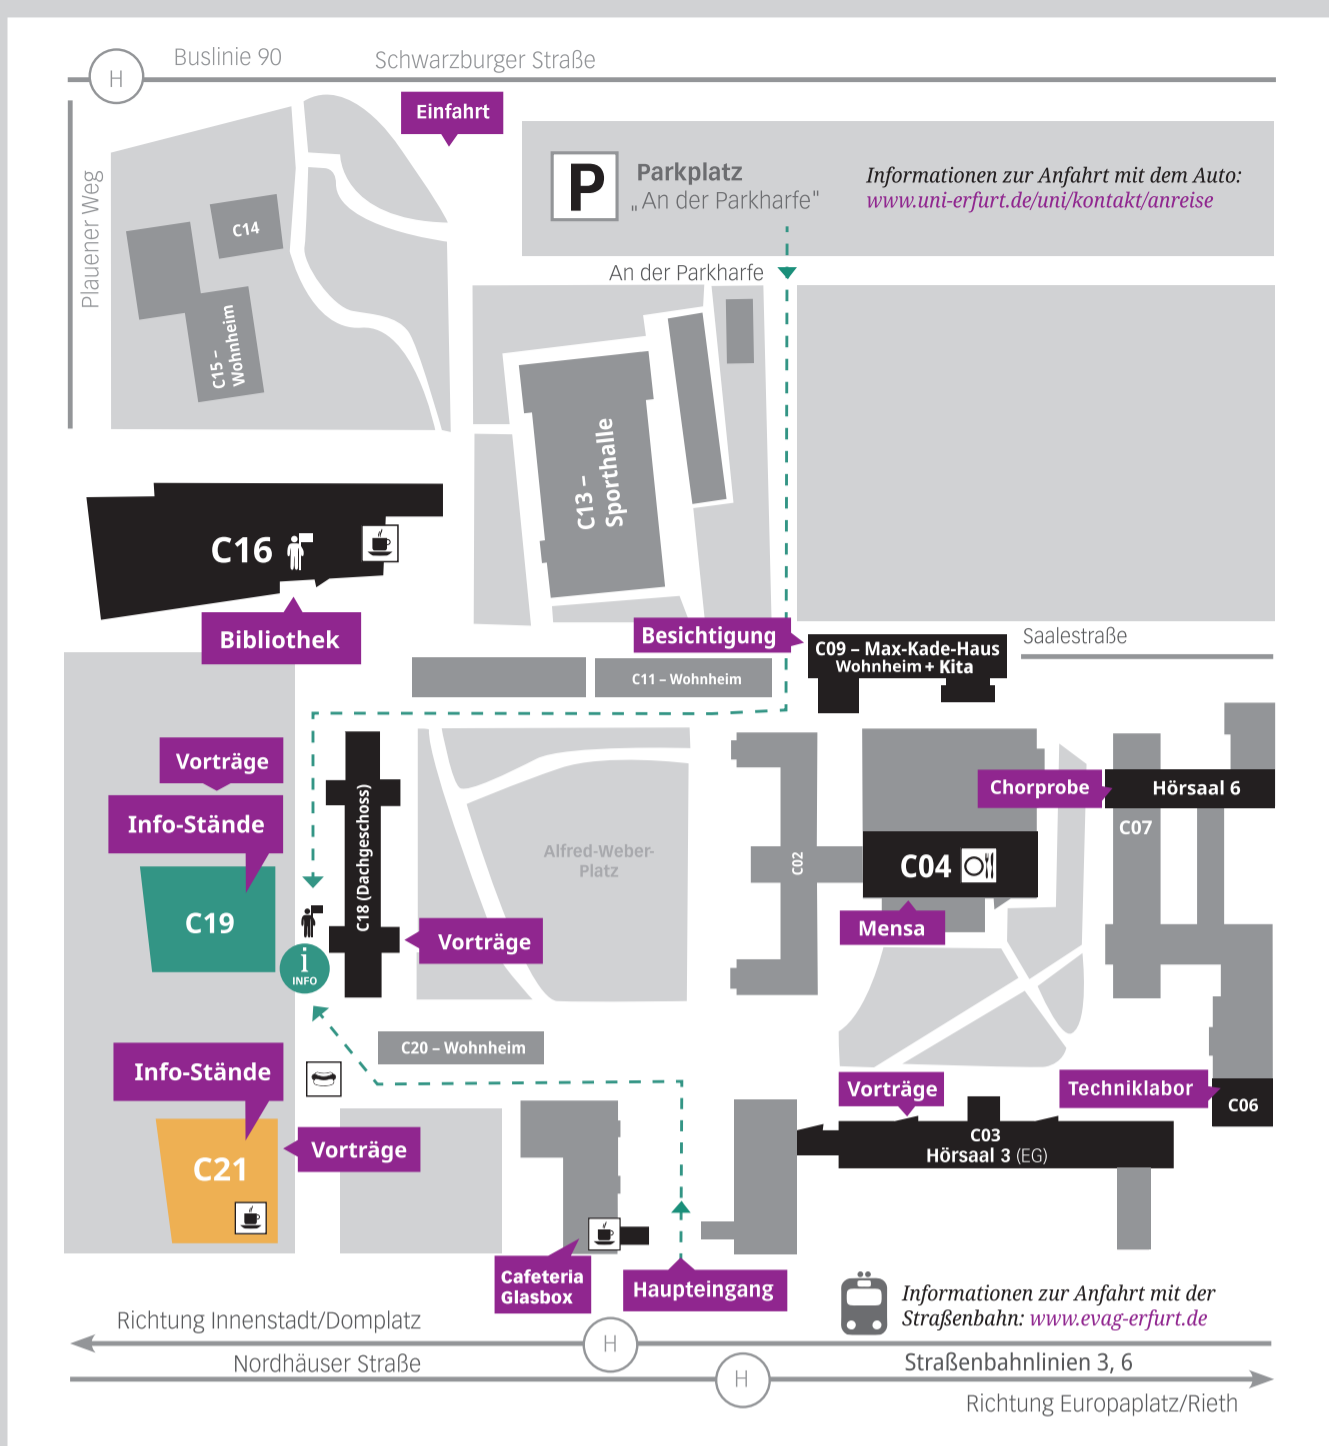 Buslinie 90
Schwarzburger Straße
H
Plauener Weg
Einfahrt
P
Parkplatz
„An der Parkharfe"
Informationen zur Anfahrt mit dem Auto:
www.uni-erfurt.de/uni/kontakt/anreise
An der Parkharfe
C14
C15 –
Wohnheim
C13 –
Sporthalle
C16
Bibliothek
Besichtigung
C09 – Max-Kade-Haus
Wohnheim + Kita
Saalestraße
C11 – Wohnheim
Vorträge
Info-Stände
C19
C18 (Dachgeschoss)
Vorträge
i
INFO
Alfred-Weber-
Platz
C02
C04
Mensa
Chorprobe
Hörsaal 6
C07
C20 – Wohnheim
Info-Stände
C21
Vorträge
Vorträge
C03
Hörsaal 3 (EG)
Techniklabor
C06
Cafeteria
Glasbox
Haupteingang
Informationen zur Anfahrt mit der
Straßenbahn: www.evag-erfurt.de
Richtung Innenstadt/Domplatz
H
Nordhäuser Straße
Straßenbahnlinien 3, 6
H
Richtung Europaplatz/Rieth